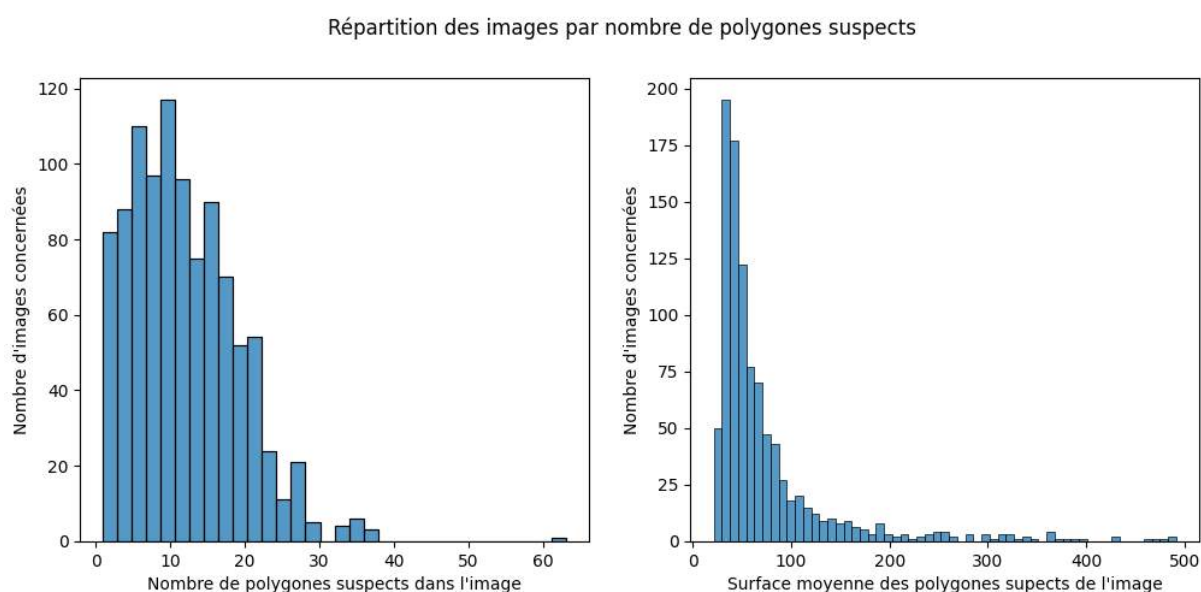 Répartition des images par nombre de polygones suspects
120
100
80
60
40
20
0
Nombre d'images concernées
0 10 20 30 40 50 60
Nombre de polygones suspects dans l'image
200
175
150
125
100
75
50
25
0
Nombre d'images concernées
0 100 200 300 400 500
Surface moyenne des polygones supects de l'image